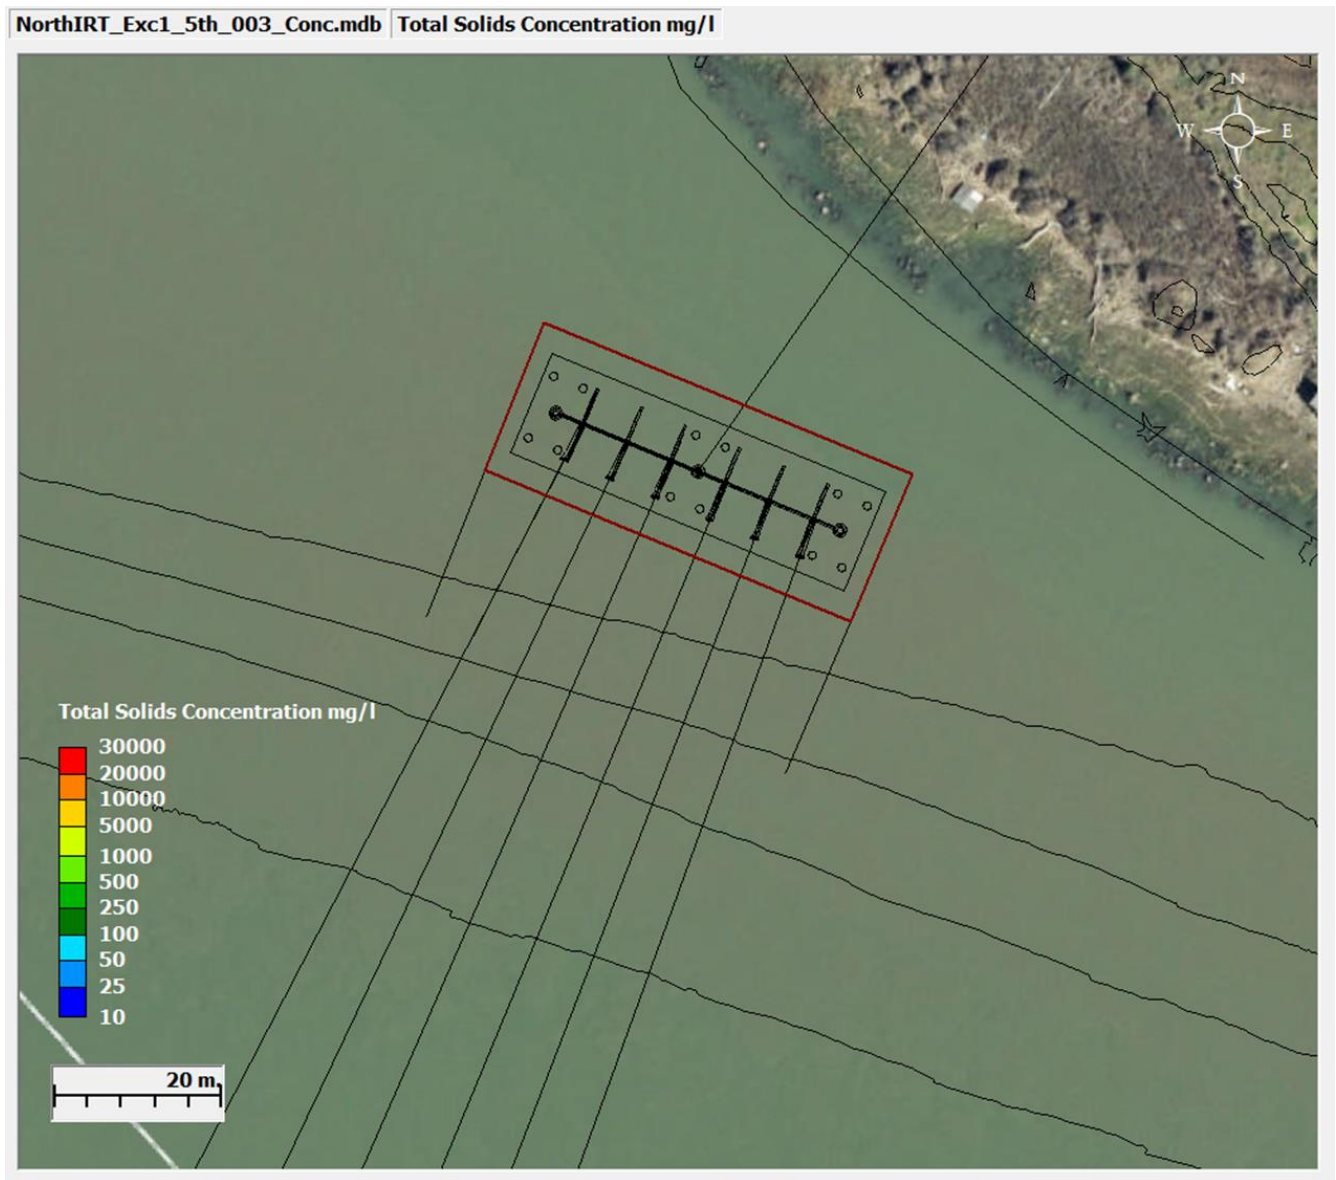 NorthIRT_Exc1_5th_003_Conc.mdb Total Solids Concentration mg/l
N
W E
S
Total Solids Concentration mg/l
30000
20000
10000
5000
1000
500
250
100
50
25
10
20 m